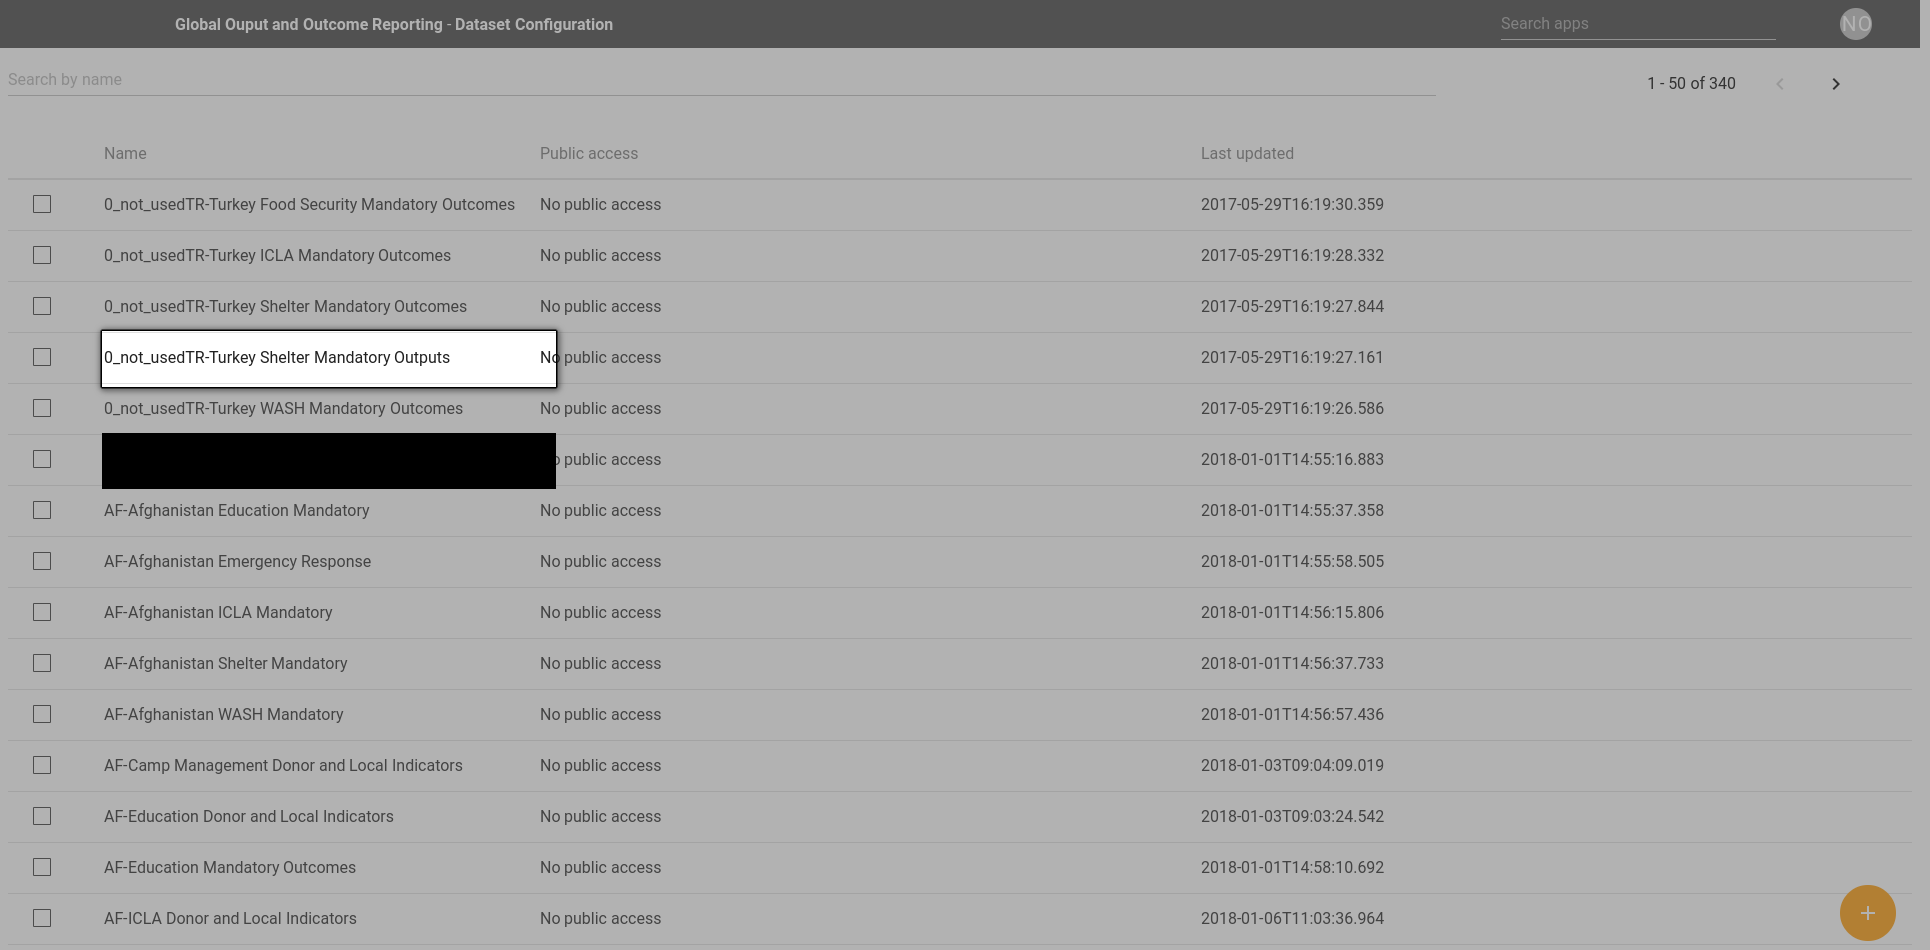 Global Ouput and Outcome Reporting - Dataset Configuration
Search apps
NO
Search by name
1 - 50 of 340
Name Public access Last updated
0_not_usedTR-Turkey Food Security Mandatory Outcomes No public access 2017-05-29T16:19:30.359
0_not_usedTR-Turkey ICLA Mandatory Outcomes No public access 2017-05-29T16:19:28.332
0_not_usedTR-Turkey Shelter Mandatory Outcomes No public access 2017-05-29T16:19:27.844
0_not_usedTR-Turkey Shelter Mandatory Outputs No public access 2017-05-29T16:19:27.161
0_not_usedTR-Turkey WASH Mandatory Outcomes No public access 2017-05-29T16:19:26.586
public access 2018-01-01T14:55:16.883
AF-Afghanistan Education Mandatory No public access 2018-01-01T14:55:37.358
AF-Afghanistan Emergency Response No public access 2018-01-01T14:55:58.505
AF-Afghanistan ICLA Mandatory No public access 2018-01-01T14:56:15.806
AF-Afghanistan Shelter Mandatory No public access 2018-01-01T14:56:37.733
AF-Afghanistan WASH Mandatory No public access 2018-01-01T14:56:57.436
AF-Camp Management Donor and Local Indicators No public access 2018-01-03T09:04:09.019
AF-Education Donor and Local Indicators No public access 2018-01-03T09:03:24.542
AF-Education Mandatory Outcomes No public access 2018-01-01T14:58:10.692
AF-ICLA Donor and Local Indicators No public access 2018-01-06T11:03:36.964